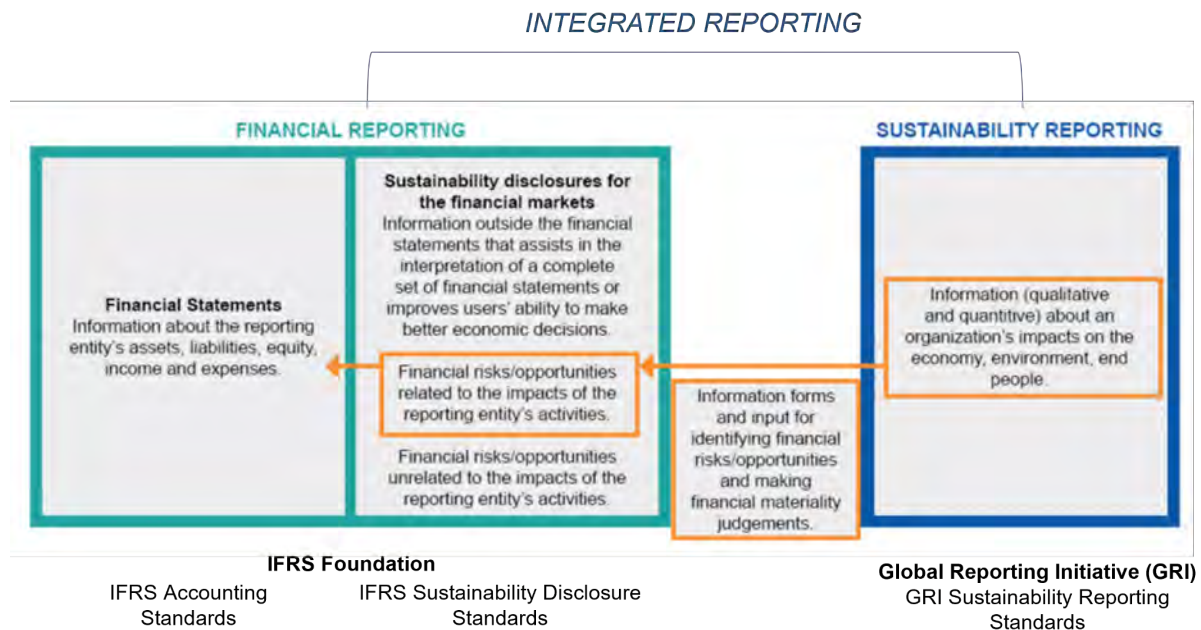 INTEGRATED REPORTING
FINANCIAL REPORTING
Financial Statements
Information about the reporting
entity's assets, liabilities, equity,
income and expenses.
Sustainability disclosures for
the financial markets
Information outside the financial
statements that assists in the
interpretation of a complete
set of financial statements or
improves users' ability to make
better economic decisions.
Financial risks/opportunities
related to the impacts of the
reporting entity's activities.
Financial risks/opportunities
unrelated to the impacts of the
reporting entity's activities.
Information forms
and input for
identifying financial
risks/opportunities
and making
financial materiality
judgements.
SUSTAINABILITY REPORTING
Information (qualitative
and quantitive) about an
organization's impacts on the
economy, environment, end
people.
IFRS Foundation
IFRS Accounting
Standards
IFRS Sustainability Disclosure
Standards
Global Reporting Initiative (GRI)
GRI Sustainability Reporting
Standards